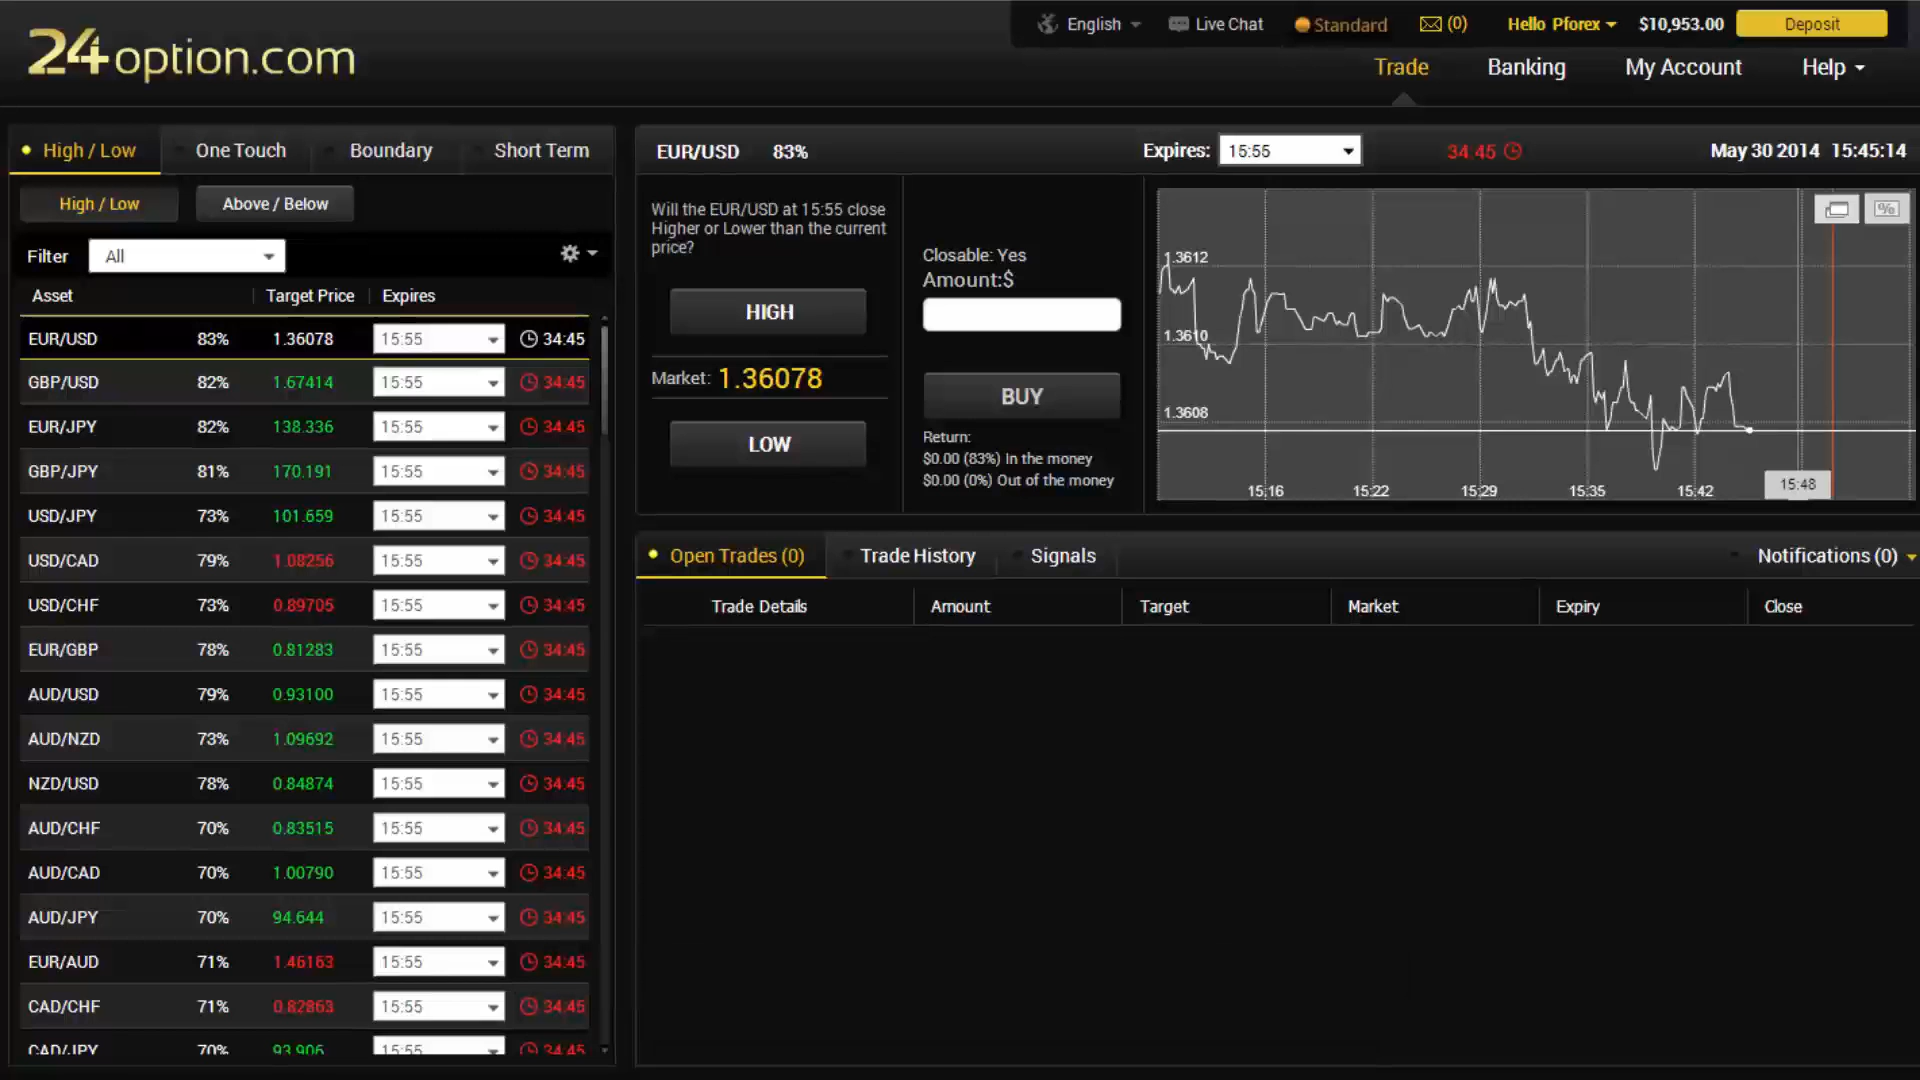 English
Live Chat
Standard
(0)
Hello Pforex
$10,953.00
Deposit
24option.com
Trade
Banking
My Account
Help
High / Low
One Touch
Boundary
Short Term
High / Low
Above / Below
Filter
All
Asset Target Price Expires
EUR/USD 83% 1.36078 15:55 34:45
GBP/USD 82% 1.67414 15:55 34:45
EUR/JPY 82% 138.336 15:55 34:45
GBP/JPY 81% 170.191 15:55 34:45
USD/JPY 73% 101.659 15:55 34:45
USD/CAD 79% 1.08256 15:55 34:45
USD/CHF 73% 0.89705 15:55 34:45
EUR/GBP 78% 0.81283 15:55 34:45
AUD/USD 79% 0.93100 15:55 34:45
AUD/NZD 73% 1.09692 15:55 34:45
NZD/USD 78% 0.84874 15:55 34:45
AUD/CHF 70% 0.83515 15:55 34:45
AUD/CAD 70% 1.00790 15:55 34:45
AUD/JPY 70% 94.644 15:55 34:45
EUR/AUD 71% 1.46163 15:55 34:45
CAD/CHF 71% 0.82863 15:55 34:45
CAD/JPY 70% 93.906 15:55 34:45
EUR/USD 83%
Expires: 15:55
34:45
May 30 2014 15:45:14
Will the EUR/USD at 15:55 close
Higher or Lower than the current
price?
HIGH
Market: 1.36078
LOW
Closable: Yes
Amount:$
BUY
Return:
$0.00 (83%) In the money
$0.00 (0%) Out of the money
%
1.3612
1.3610
1.3608
15:16 15:22 15:29 15:35 15:42 15:48
Open Trades (0)
Trade History
Signals
Notifications (0)
Trade Details Amount Target Market Expiry Close